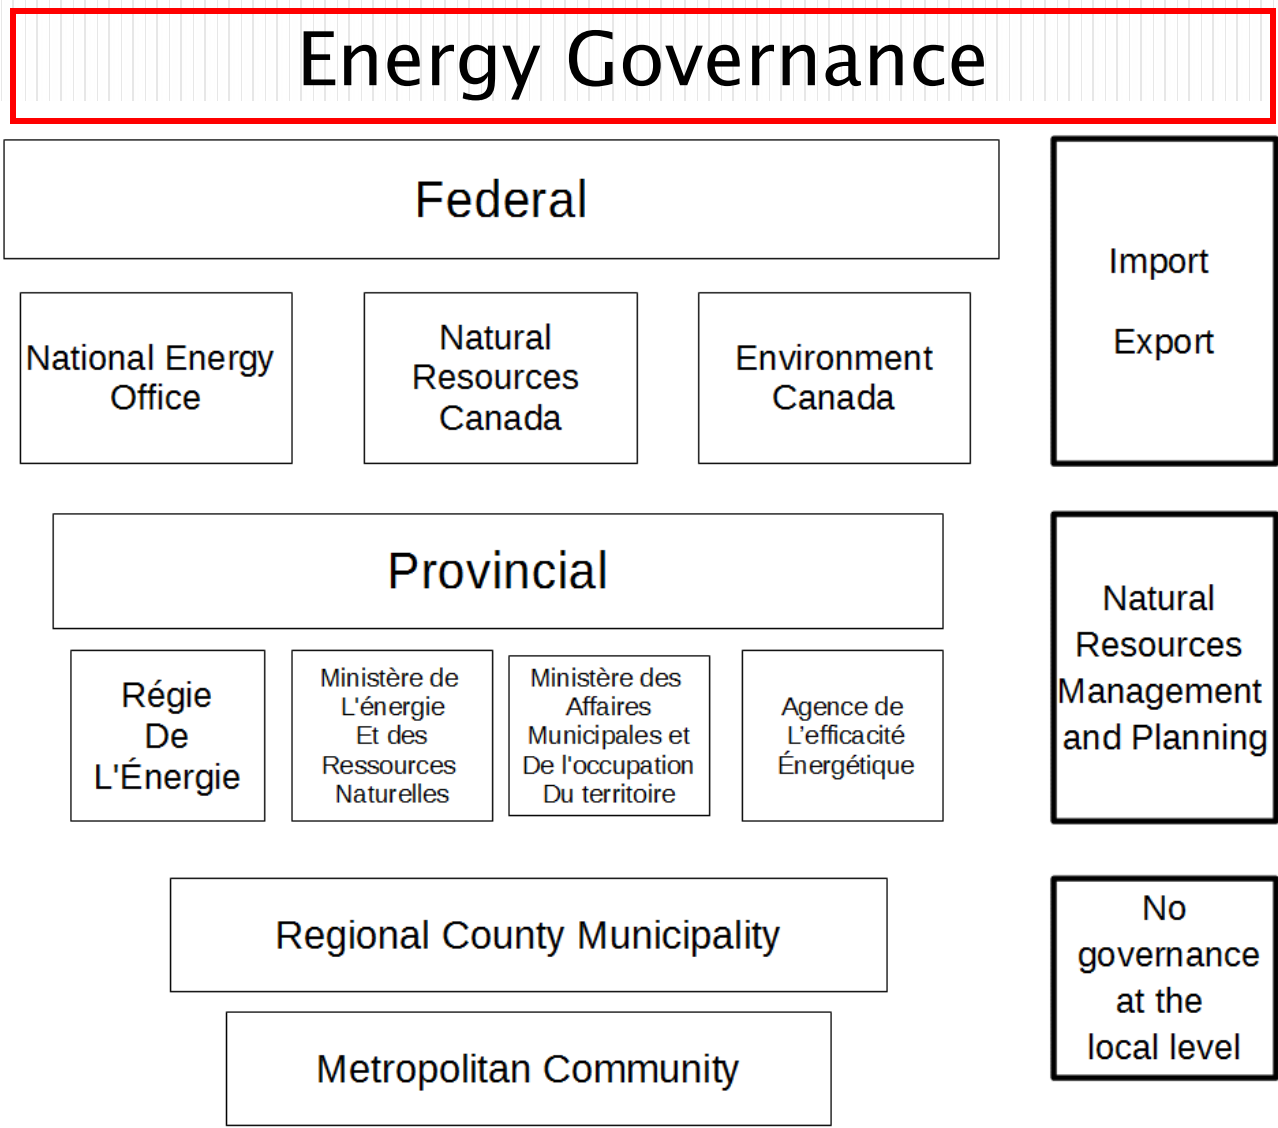 Energy Governance
Federal
Import
Export
National Energy
Office
Natural
Resources
Canada
Environment
Canada
Provincial
Natural
Resources
Management
and Planning
Régie
De
L'Énergie
Ministère de
L'énergie
Et des
Ressources
Naturelles
Ministère des
Affaires
Municipales et
De l'occupation
Du territoire
Agence de
L’efficacité
Énergétique
Regional County Municipality
No
governance
at the
local level
Metropolitan Community